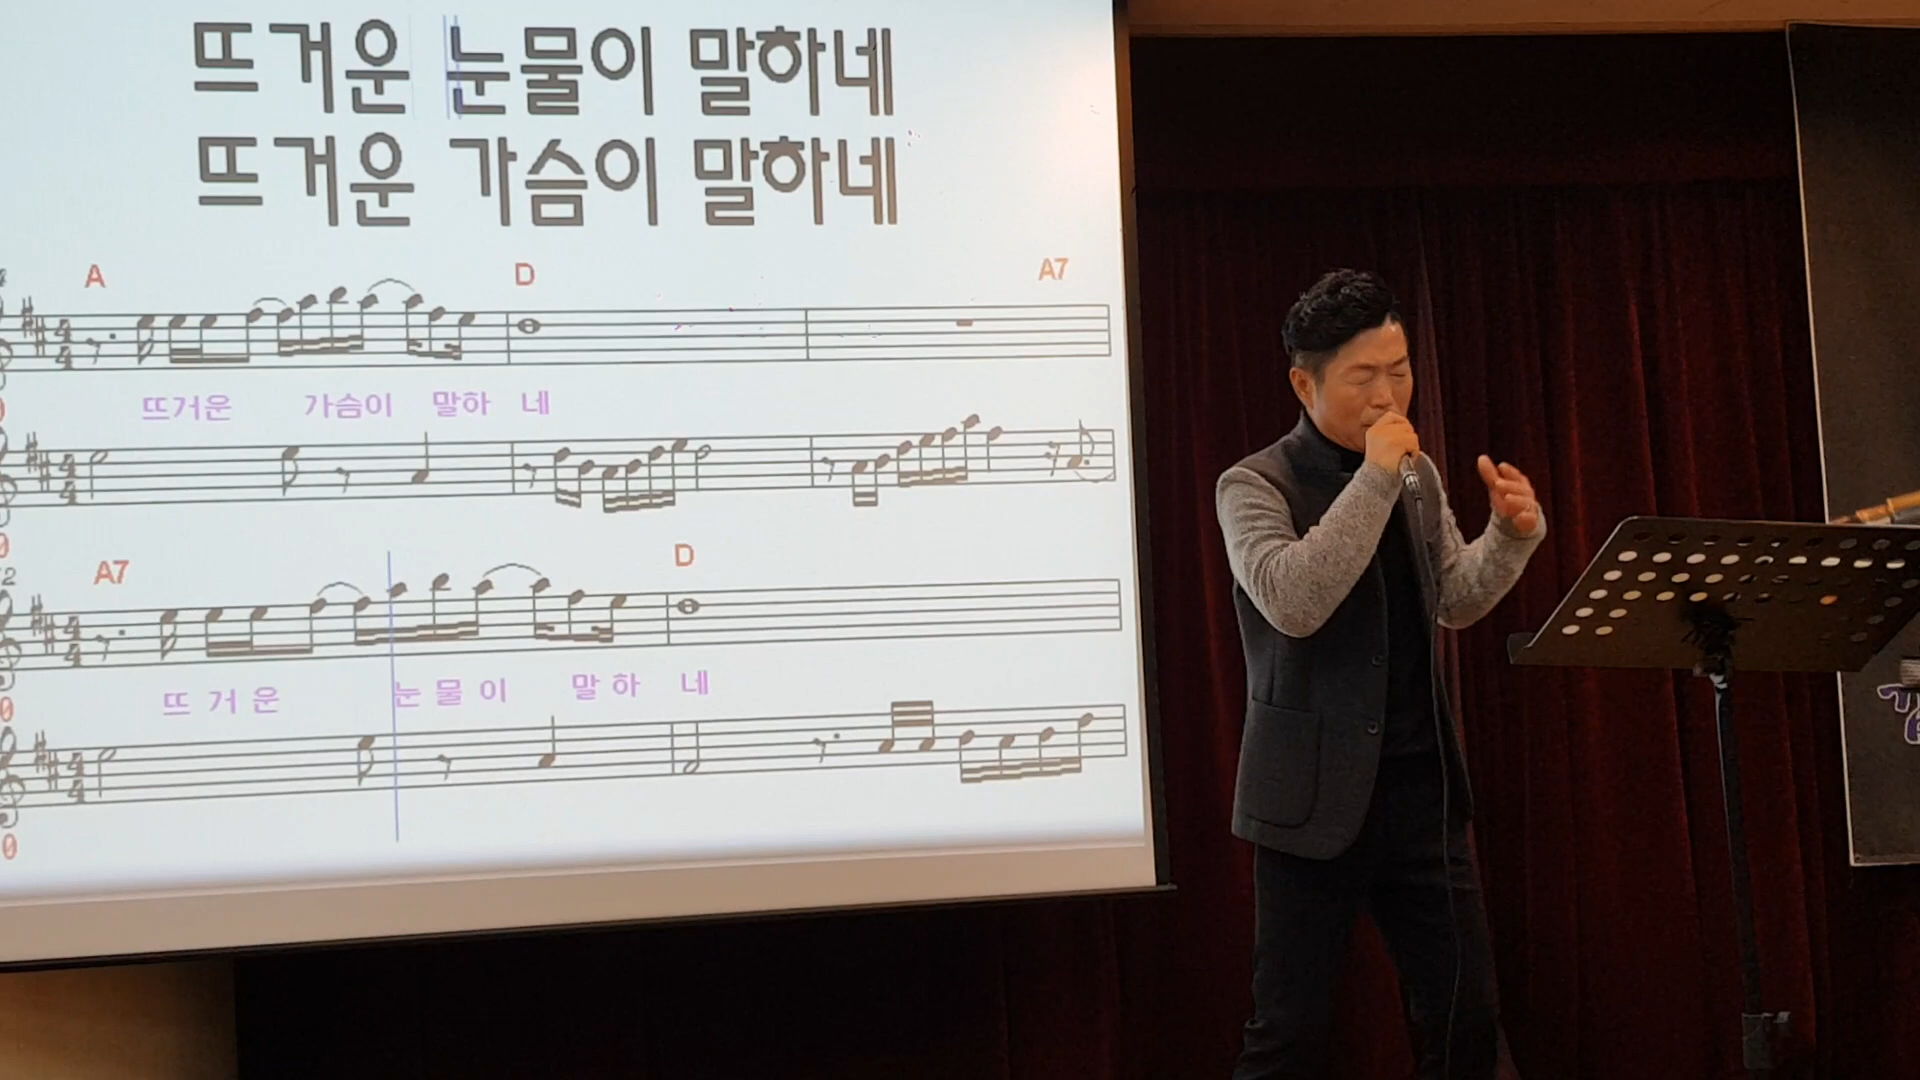 뜨거운 눈물이 말하네
뜨거운 가슴이 말하네
A D A7
뜨거운 가슴이 말하 네
A7 D
뜨 거 운 눈 물 이 말 하 네